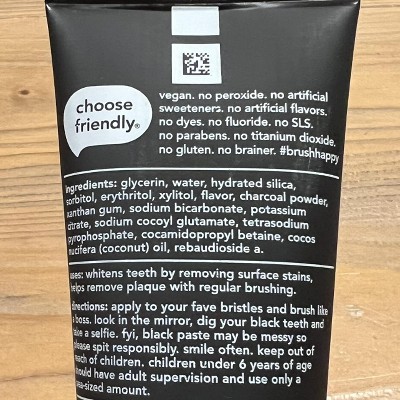 choose
friendly®
vegan. no peroxide. no artificial
sweeteners. no artificial flavors.
no dyes. no fluoride. no SLS.
no parabens. no titanium dioxide.
no gluten. no brainer. #brushhappy
ingredients: glycerin, water, hydrated silica,
sorbitol, erythritol, xylitol, flavor, charcoal powder,
xanthan gum, sodium bicarbonate, potassium
citrate, sodium cocoyl glutamate, tetrasodium
pyrophosphate, cocamidopropyl betaine, cocos
nucifera (coconut) oil, rebaudioside a.
uses: whitens teeth by removing surface stains,
helps remove plaque with regular brushing.
directions: apply to your fave bristles and brush like
a boss. look in the mirror, dig your black teeth and
take a selfie. fyi, black paste may be messy so
please spit responsibly. smile often. keep out of
reach of children. children under 6 years of age
should have adult supervision and use only a
pea-sized amount.